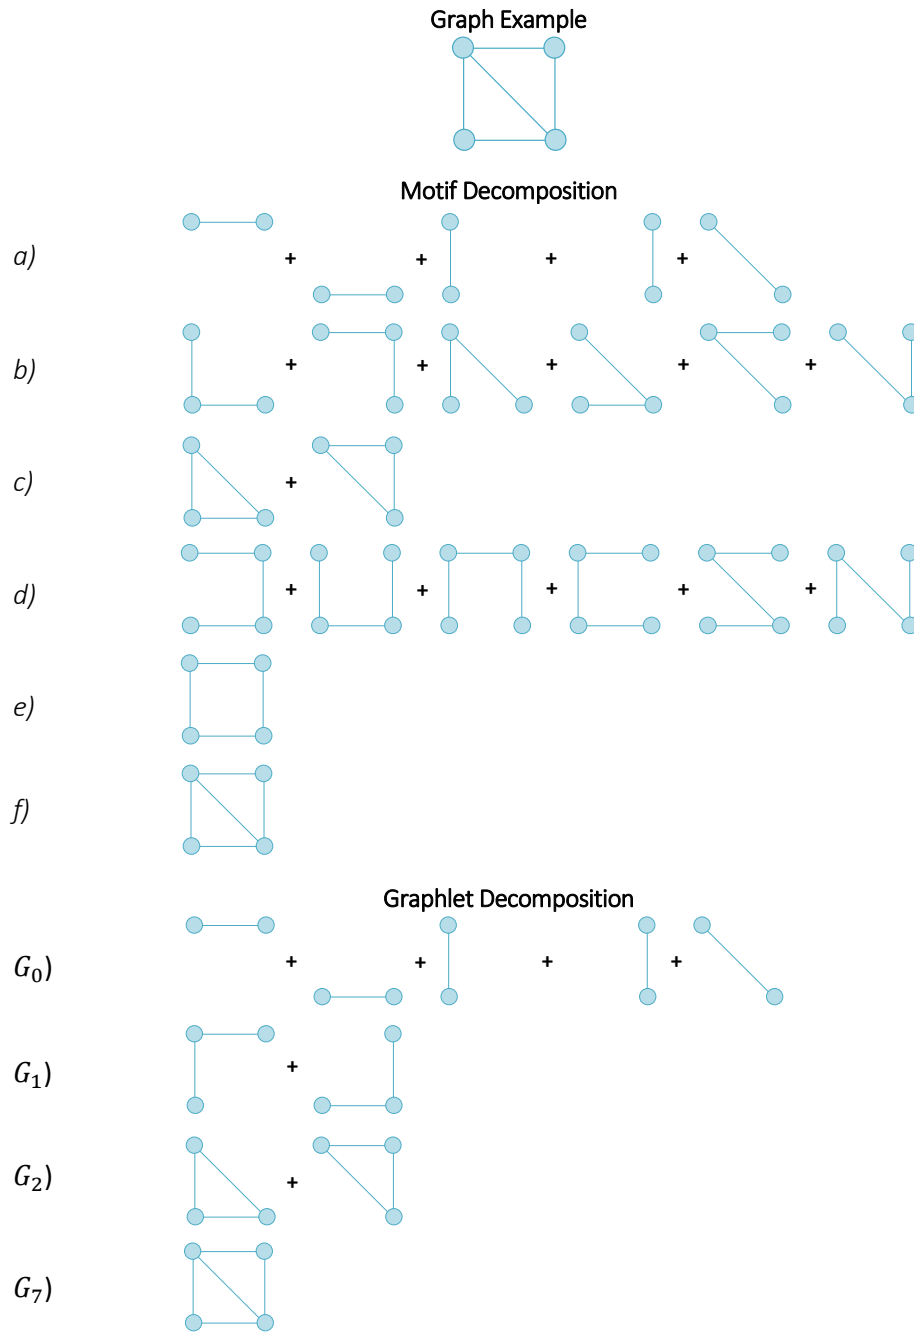 Graph Example
Motif Decomposition
a) + + + +
b) + + + + +
c) +
d) + + + + +
e)
f)
Graphlet Decomposition
G₀) + + + +
G₁) +
G₂) +
G₇)